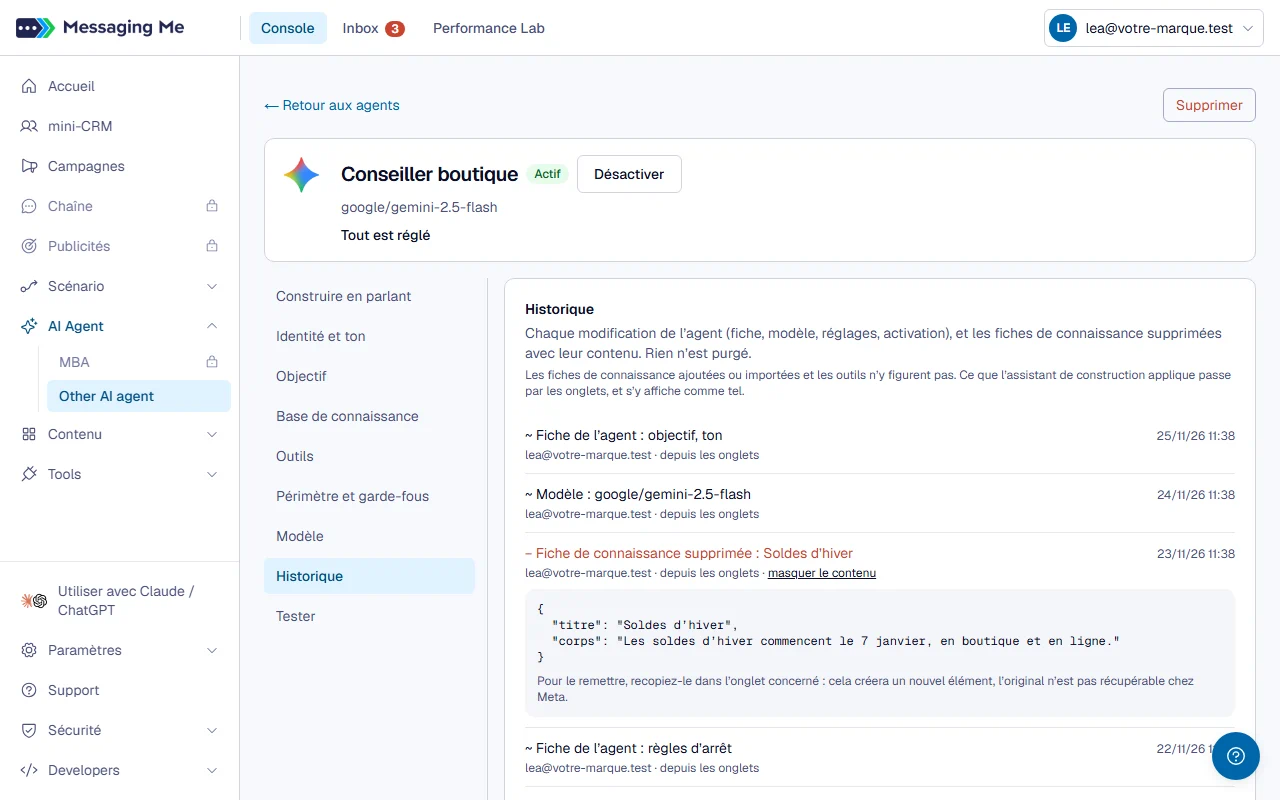 Messaging Me
Console
Inbox 3
Performance Lab
LE lea@votre-marque.test
Accueil
mini-CRM
Campagnes
Chaîne
Publicités
Scénario
AI Agent
MBA
Other AI agent
Contenu
Tools
Utiliser avec Claude /
ChatGPT
Paramètres
Support
Sécurité
Developers
← Retour aux agents
Supprimer
Conseiller boutique Actif Désactiver
google/gemini-2.5-flash
Tout est réglé
Construire en parlant
Identité et ton
Objectif
Base de connaissance
Outils
Périmètre et garde-fous
Modèle
Historique
Tester
Historique
Chaque modification de l'agent (fiche, modèle, réglages, activation), et les fiches de connaissance supprimées
avec leur contenu. Rien n'est purgé.
Les fiches de connaissance ajoutées ou importées et les outils n'y figurent pas. Ce que l'assistant de construction applique passe
par les onglets, et s'y affiche comme tel.
~ Fiche de l'agent : objectif, ton 25/11/26 11:38
lea@votre-marque.test · depuis les onglets
~ Modèle : google/gemini-2.5-flash 24/11/26 11:38
lea@votre-marque.test · depuis les onglets
− Fiche de connaissance supprimée : Soldes d'hiver 23/11/26 11:38
lea@votre-marque.test · depuis les onglets · masquer le contenu
{
"titre": "Soldes d'hiver",
"corps": "Les soldes d'hiver commencent le 7 janvier, en boutique et en ligne."
}
Pour le remettre, recopiez-le dans l'onglet concerné : cela créera un nouvel élément, l'original n'est pas récupérable chez
Meta.
~ Fiche de l'agent : règles d'arrêt 22/11/26
lea@votre-marque.test · depuis les onglets